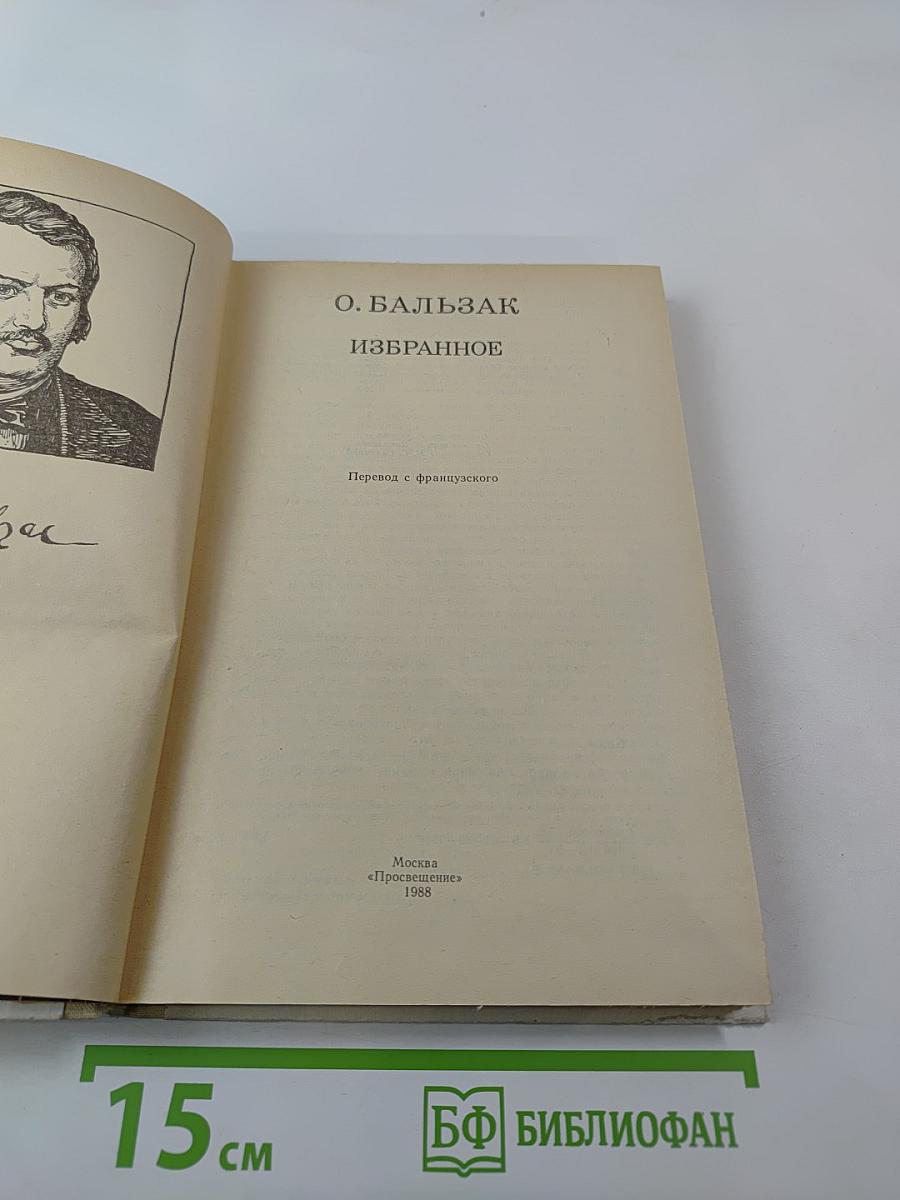 О. БАЛЬЗАК
ИЗБРАННОЕ
Перевод с французского
Москва
«Просвещение»
1988
15 см
БФ БИБЛИОФАН